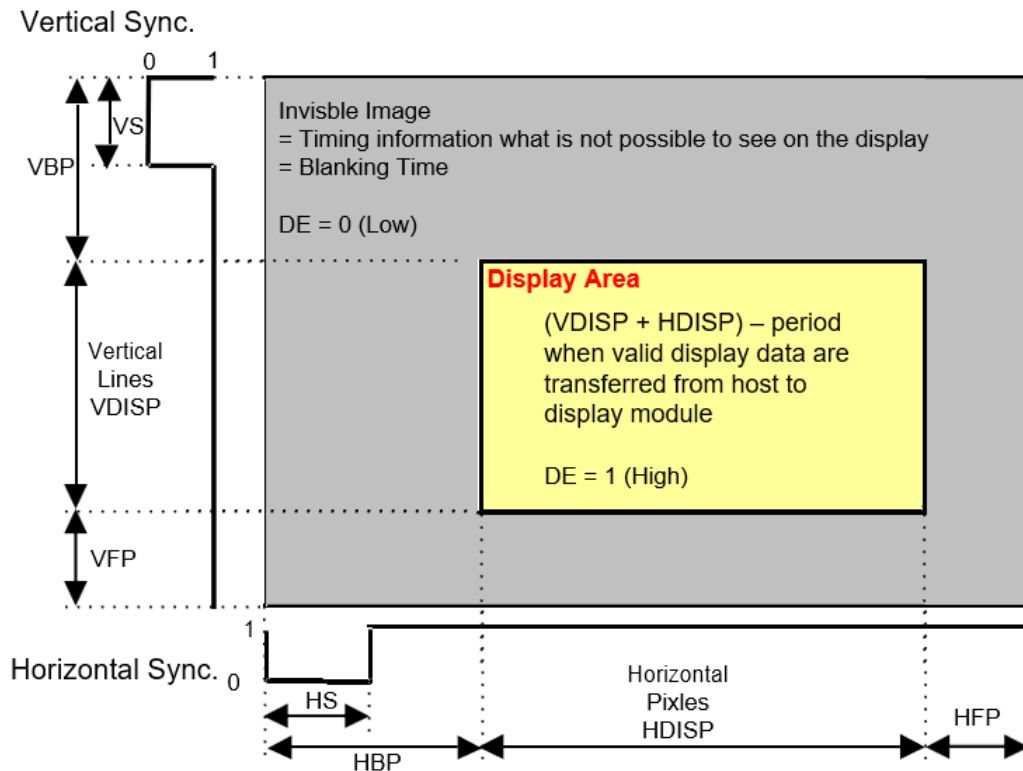 Vertical Sync.
0 1
VS
VBP
Invisble Image
= Timing information what is not possible to see on the display
= Blanking Time
DE = 0 (Low)
Display Area
(VDISP + HDISP) – period
when valid display data are
transferred from host to
display module
DE = 1 (High)
Vertical
Lines
VDISP
VFP
1
Horizontal Sync.
0
HS
HBP
Horizontal
Pixles
HDISP
HFP